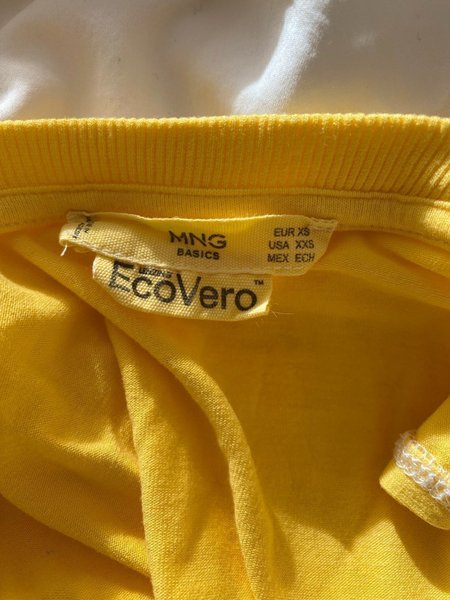 MNG
BASICS
EUR XS
USA XXS
MEX ECH
EcoVero™